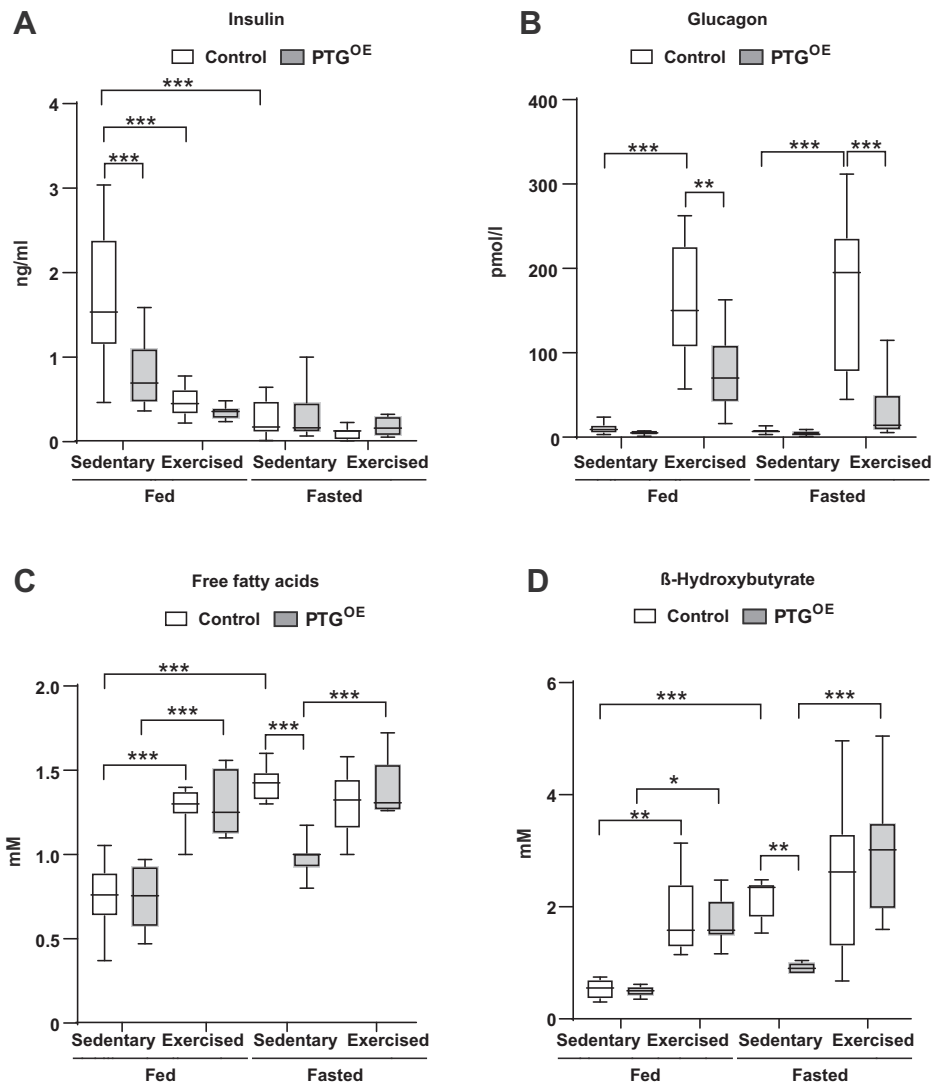 A
Insulin
Control PTG^OE
***
***
***
4
3
2
1
0
ng/ml
Sedentary Exercised Sedentary Exercised
Fed Fasted
B
Glucagon
Control PTG^OE
*** *** ***
**
400
300
200
100
0
pmol/l
Sedentary Exercised Sedentary Exercised
Fed Fasted
C
Free fatty acids
Control PTG^OE
***
*** *** ***
***
2.0
1.5
1.0
0.5
0
mM
Sedentary Exercised Sedentary Exercised
Fed Fasted
D
ß-Hydroxybutyrate
Control PTG^OE
*** ***
*
** **
6
4
2
0
mM
Sedentary Exercised Sedentary Exercised
Fed Fasted